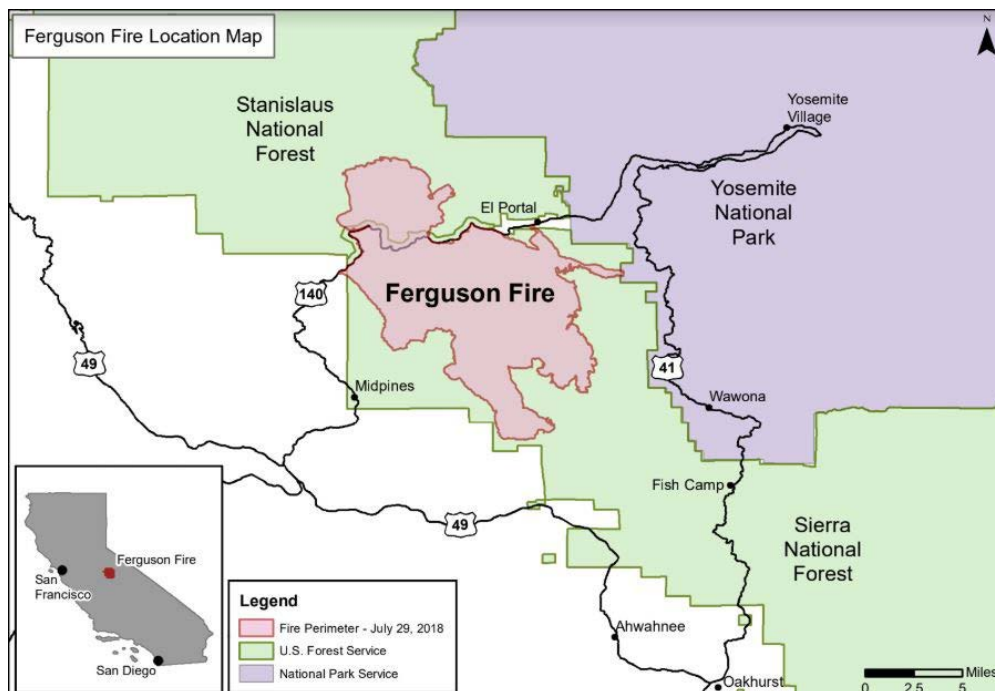 Ferguson Fire Location Map
N
Stanislaus
National
Forest
Yosemite
Village
El Portal
Yosemite
National
Park
Ferguson Fire
140
49
41
Midpines
Wawona
Fish Camp
49
Sierra
National
Forest
Ferguson Fire
San
Francisco
San Diego
Legend
Fire Perimeter - July 29, 2018
U.S. Forest Service
National Park Service
Ahwahnee
Oakhurst
Miles
0 2.5 5